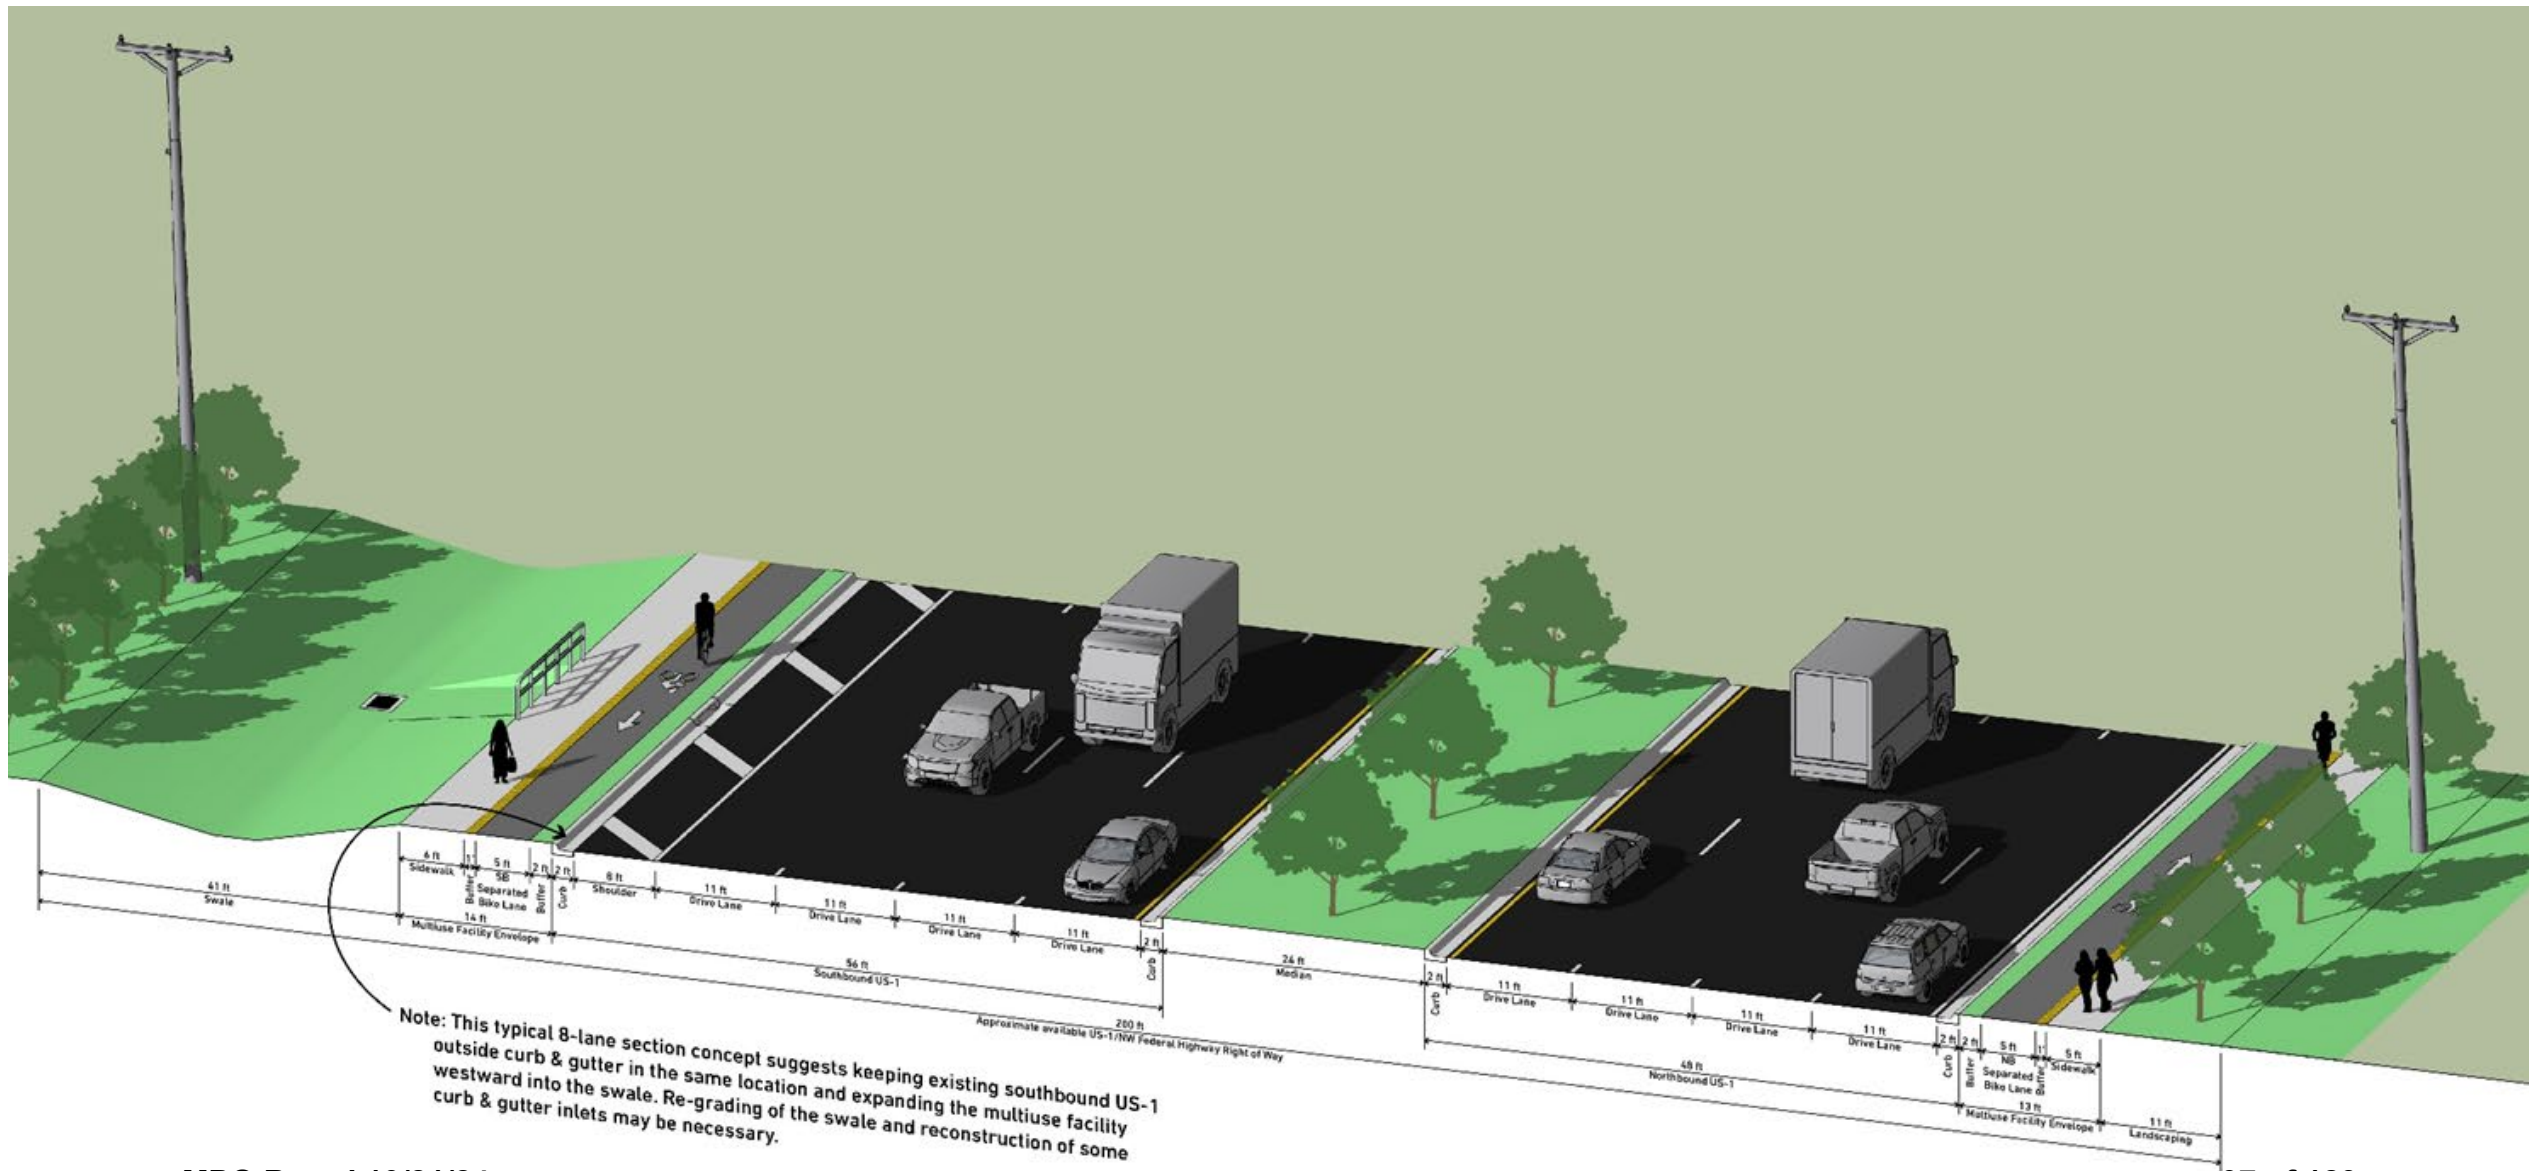 6 ft
Sidewalk
1'
Buffer
5 ft
SB
Separated
Bike Lane
2 ft
Buffer
2 ft
Curb
8 ft
Shoulder
11 ft
Drive Lane
11 ft
Drive Lane
11 ft
Drive Lane
11 ft
Drive Lane
2 ft
Curb
41 ft
Swale
14 ft
Multiuse Facility Envelope
56 ft
Southbound US-1
24 ft
Median
200 ft
Approximate available US-1/NW Federal Highway Right of Way
2 ft
Curb
11 ft
Drive Lane
11 ft
Drive Lane
11 ft
Drive Lane
11 ft
Drive Lane
2 ft
Curb
2 ft
Buffer
5 ft
NB
Separated
Bike Lane
1'
Buffer
5 ft
Sidewalk
48 ft
Northbound US-1
13 ft
Multiuse Facility Envelope
11 ft
Landscaping
Note: This typical 8-lane section concept suggests keeping existing southbound US-1
outside curb & gutter in the same location and expanding the multiuse facility
westward into the swale. Re-grading of the swale and reconstruction of some
curb & gutter inlets may be necessary.